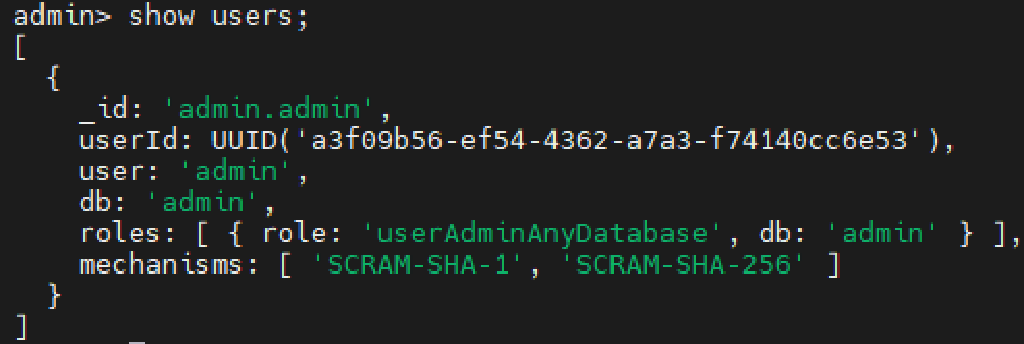 admin> show users;
[
  {
    _id: 'admin.admin',
    userId: UUID('a3f09b56-ef54-4362-a7a3-f74140cc6e53'),
    user: 'admin',
    db: 'admin',
    roles: [ { role: 'userAdminAnyDatabase', db: 'admin' } ],
    mechanisms: [ 'SCRAM-SHA-1', 'SCRAM-SHA-256' ]
  }
]